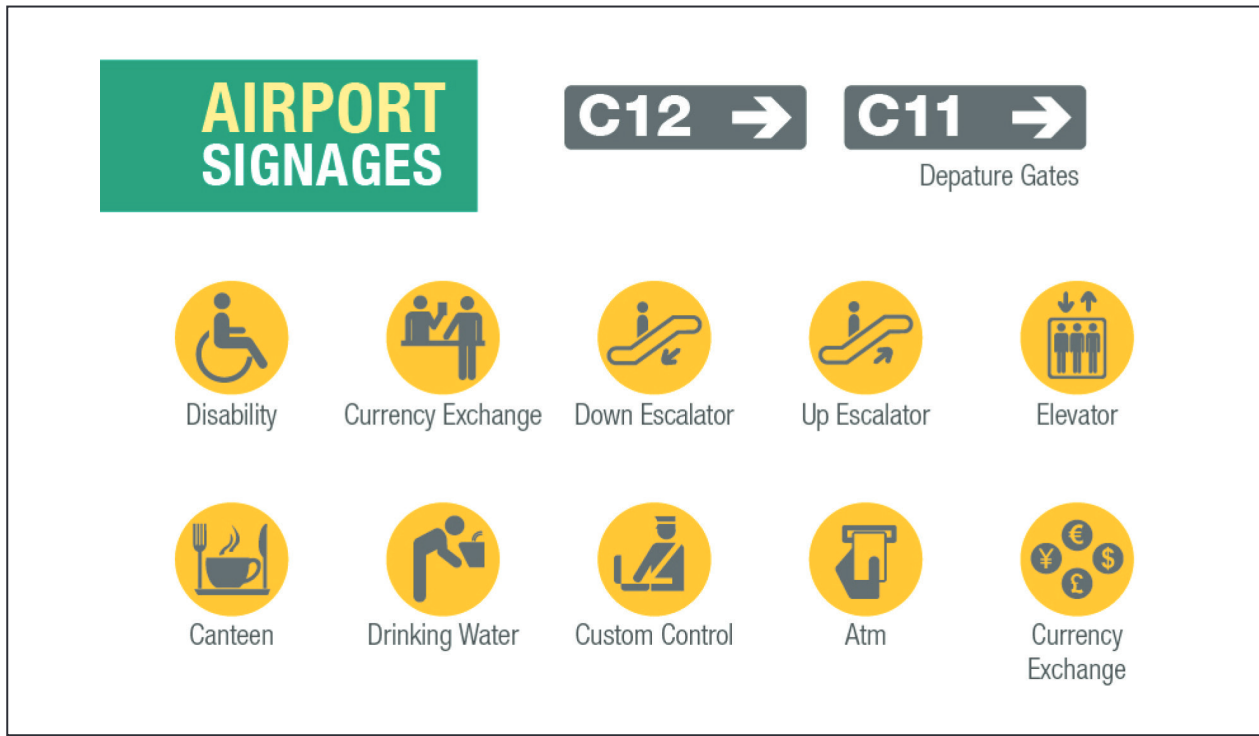 AIRPORT
SIGNAGES
C12
C11
Depature Gates
Disability
Currency Exchange
Down Escalator
Up Escalator
Elevator
¥ € $ £
Canteen
Drinking Water
Custom Control
Atm
Currency
Exchange